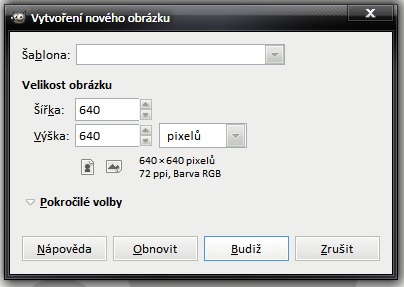 Vytvoření nového obrázku
Šablona:
Velikost obrázku
Šířka: 640
Výška: 640 pixelů
640 × 640 pixelů
72 ppi, Barva RGB
Pokročilé volby
Nápověda Obnovit Budiž Zrušit